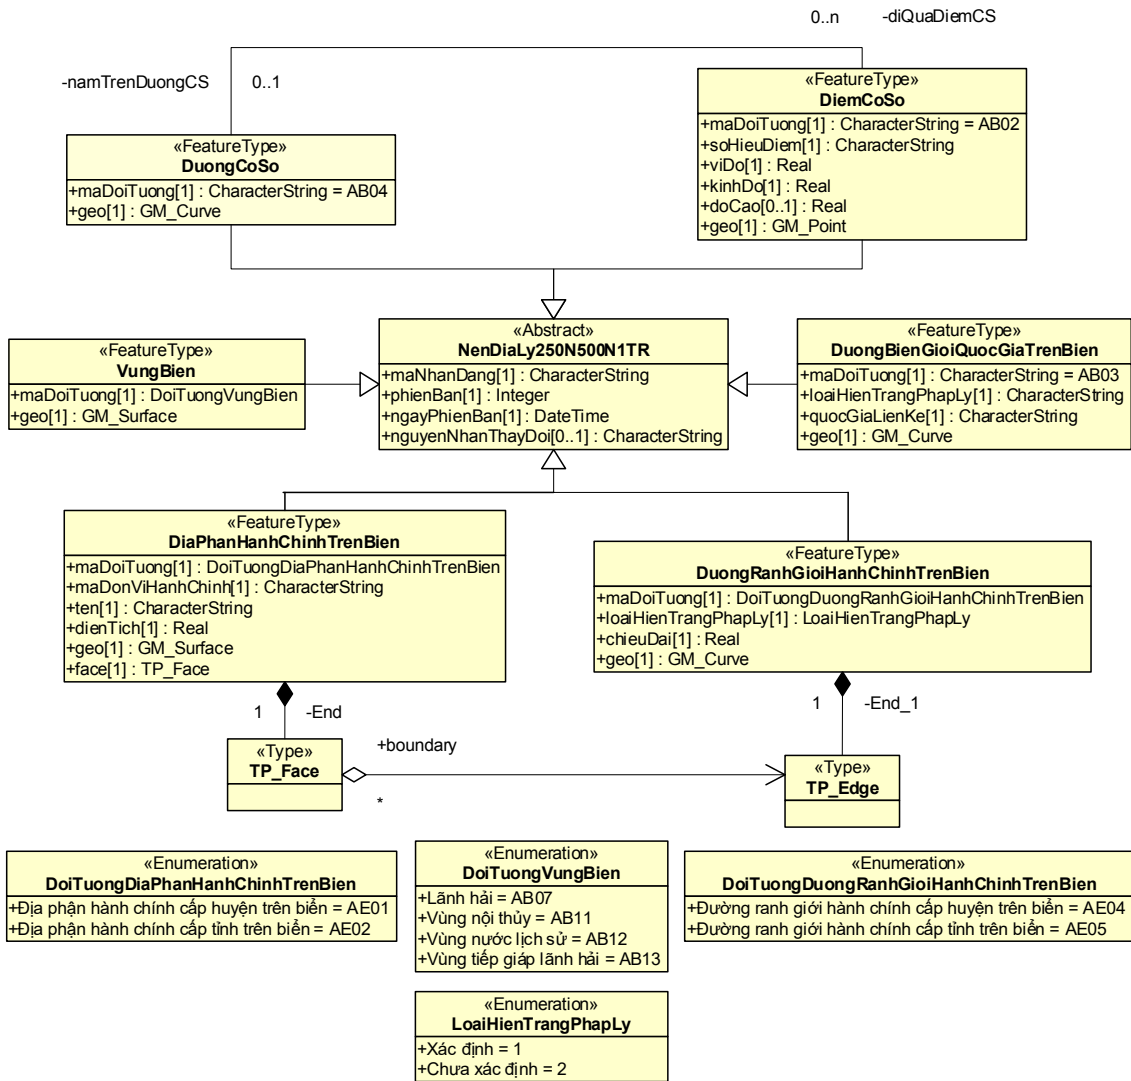 0..n -diQuaDiemCS
-namTrenDuongCS 0..1
«FeatureType»
DiemCoSo
+maDoiTuong[1] : CharacterString = AB02
+soHieuDiem[1] : CharacterString
+viDo[1] : Real
+kinhDo[1] : Real
+doCao[0..1] : Real
+geo[1] : GM_Point
«FeatureType»
DuongCoSo
+maDoiTuong[1] : CharacterString = AB04
+geo[1] : GM_Curve
«Abstract»
NenDiaLy250N500N1TR
+maNhanDang[1] : CharacterString
+phienBan[1] : Integer
+ngayPhienBan[1] : DateTime
+nguyenNhanThayDoi[0..1] : CharacterString
«FeatureType»
VungBien
+maDoiTuong[1] : DoiTuongVungBien
+geo[1] : GM_Surface
«FeatureType»
DuongBienGioiQuocGiaTrenBien
+maDoiTuong[1] : CharacterString = AB03
+loaiHienTrangPhapLy[1] : CharacterString
+quocGiaLienKe[1] : CharacterString
+geo[1] : GM_Curve
«FeatureType»
DiaPhanHanhChinhTrenBien
+maDoiTuong[1] : DoiTuongDiaPhanHanhChinhTrenBien
+maDonViHanhChinh[1] : CharacterString
+ten[1] : CharacterString
+dienTich[1] : Real
+geo[1] : GM_Surface
+face[1] : TP_Face
«FeatureType»
DuongRanhGioiHanhChinhTrenBien
+maDoiTuong[1] : DoiTuongDuongRanhGioiHanhChinhTrenBien
+loaiHienTrangPhapLy[1] : LoaiHienTrangPhapLy
+chieuDai[1] : Real
+geo[1] : GM_Curve
1 -End
1 -End_1
«Type»
TP_Face
+boundary
*
«Type»
TP_Edge
«Enumeration»
DoiTuongDiaPhanHanhChinhTrenBien
+Địa phận hành chính cấp huyện trên biển = AE01
+Địa phận hành chính cấp tỉnh trên biển = AE02
«Enumeration»
DoiTuongVungBien
+Lãnh hải = AB07
+Vùng nội thủy = AB11
+Vùng nước lịch sử = AB12
+Vùng tiếp giáp lãnh hải = AB13
«Enumeration»
DoiTuongDuongRanhGioiHanhChinhTrenBien
+Đường ranh giới hành chính cấp huyện trên biển = AE04
+Đường ranh giới hành chính cấp tỉnh trên biển = AE05
«Enumeration»
LoaiHienTrangPhapLy
+Xác định = 1
+Chưa xác định = 2